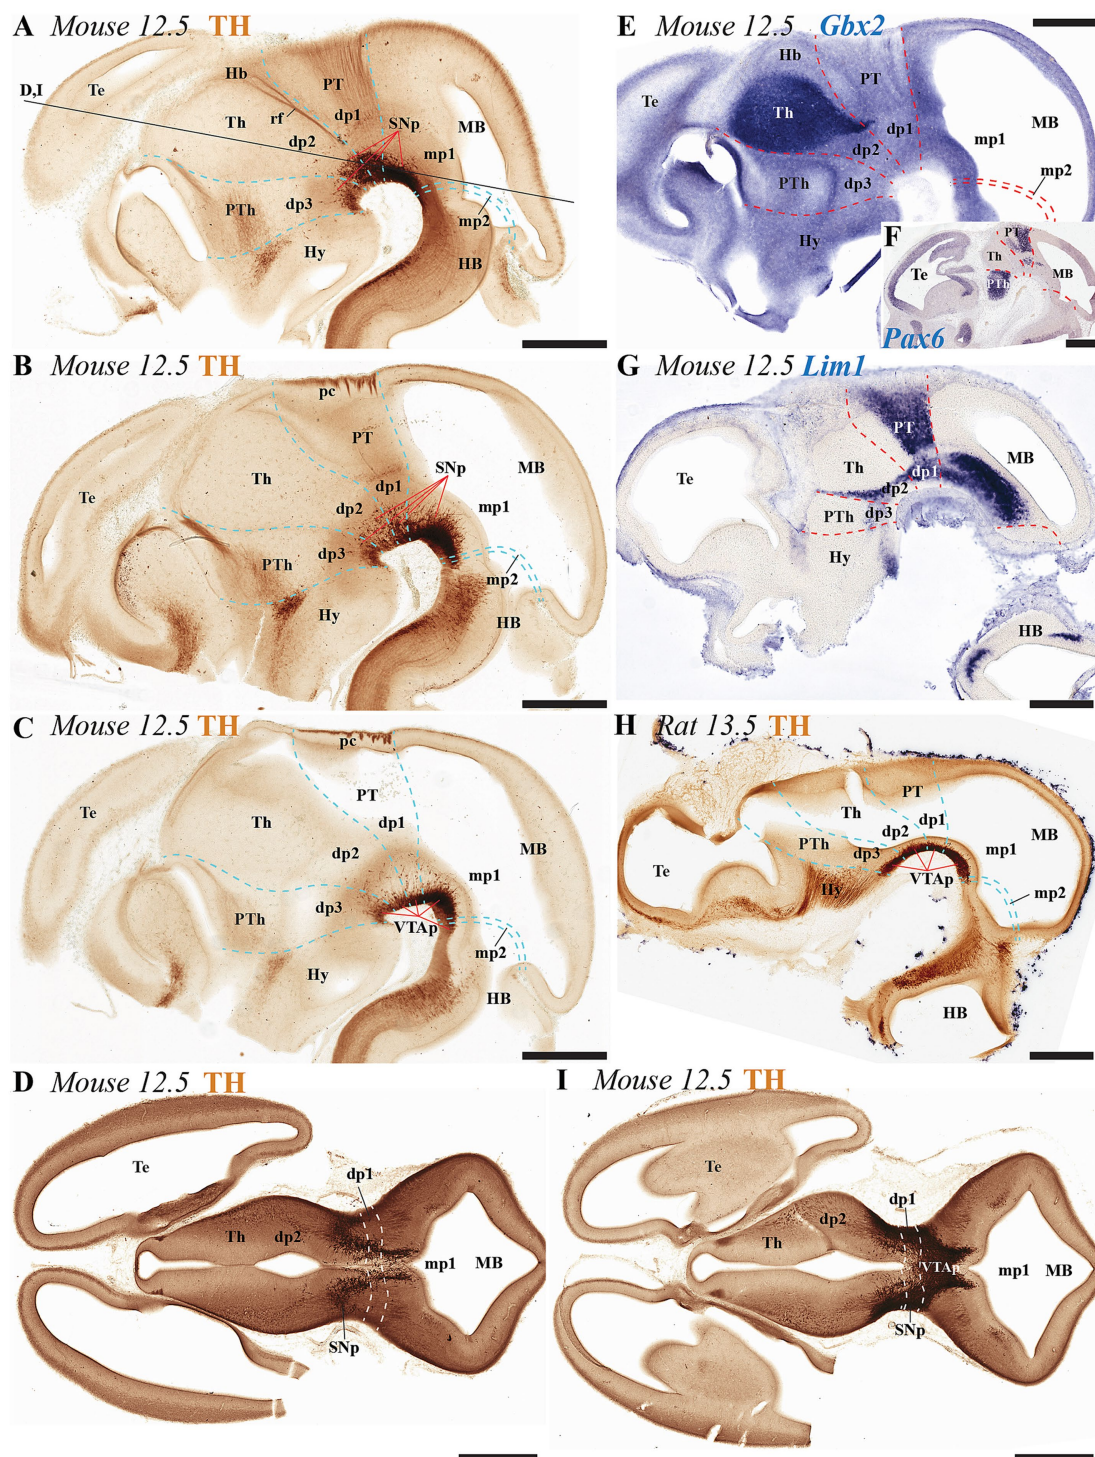 A Mouse 12.5 TH
D,I
Te
Hb
PT
Th
rf
dp1
dp2
SNp
MB
mp1
PTh
dp3
mp2
Hy
HB
E Mouse 12.5 Gbx2
Hb
PT
Te
Th
dp1
dp2
MB
mp2
PTh
dp3
Hy
F
PT
Th
Te
MB
PTh
Pax6
B Mouse 12.5 TH
pc
PT
SNp
MB
Te
Th
dp1
mp1
dp2
dp3
PTh
mp2
Hy
HB
G Mouse 12.5 Lim1
PT
Te
Th
dp1
MB
dp2
PTh
dp3
Hy
HB
C Mouse 12.5 TH
pc
PT
Te
Th
dp1
MB
dp2
mp1
dp3
PTh
VTAp
mp2
Hy
HB
H Rat 13.5 TH
PT
Th
dp1
dp2
MB
PTh
dp3
mp1
Te
Hy
VTAp
mp2
HB
D Mouse 12.5 TH
Te
dp1
Th
dp2
mp1
MB
SNp
I Mouse 12.5 TH
Te
dp1
dp2
Th
VTAp
mp1
MB
SNp